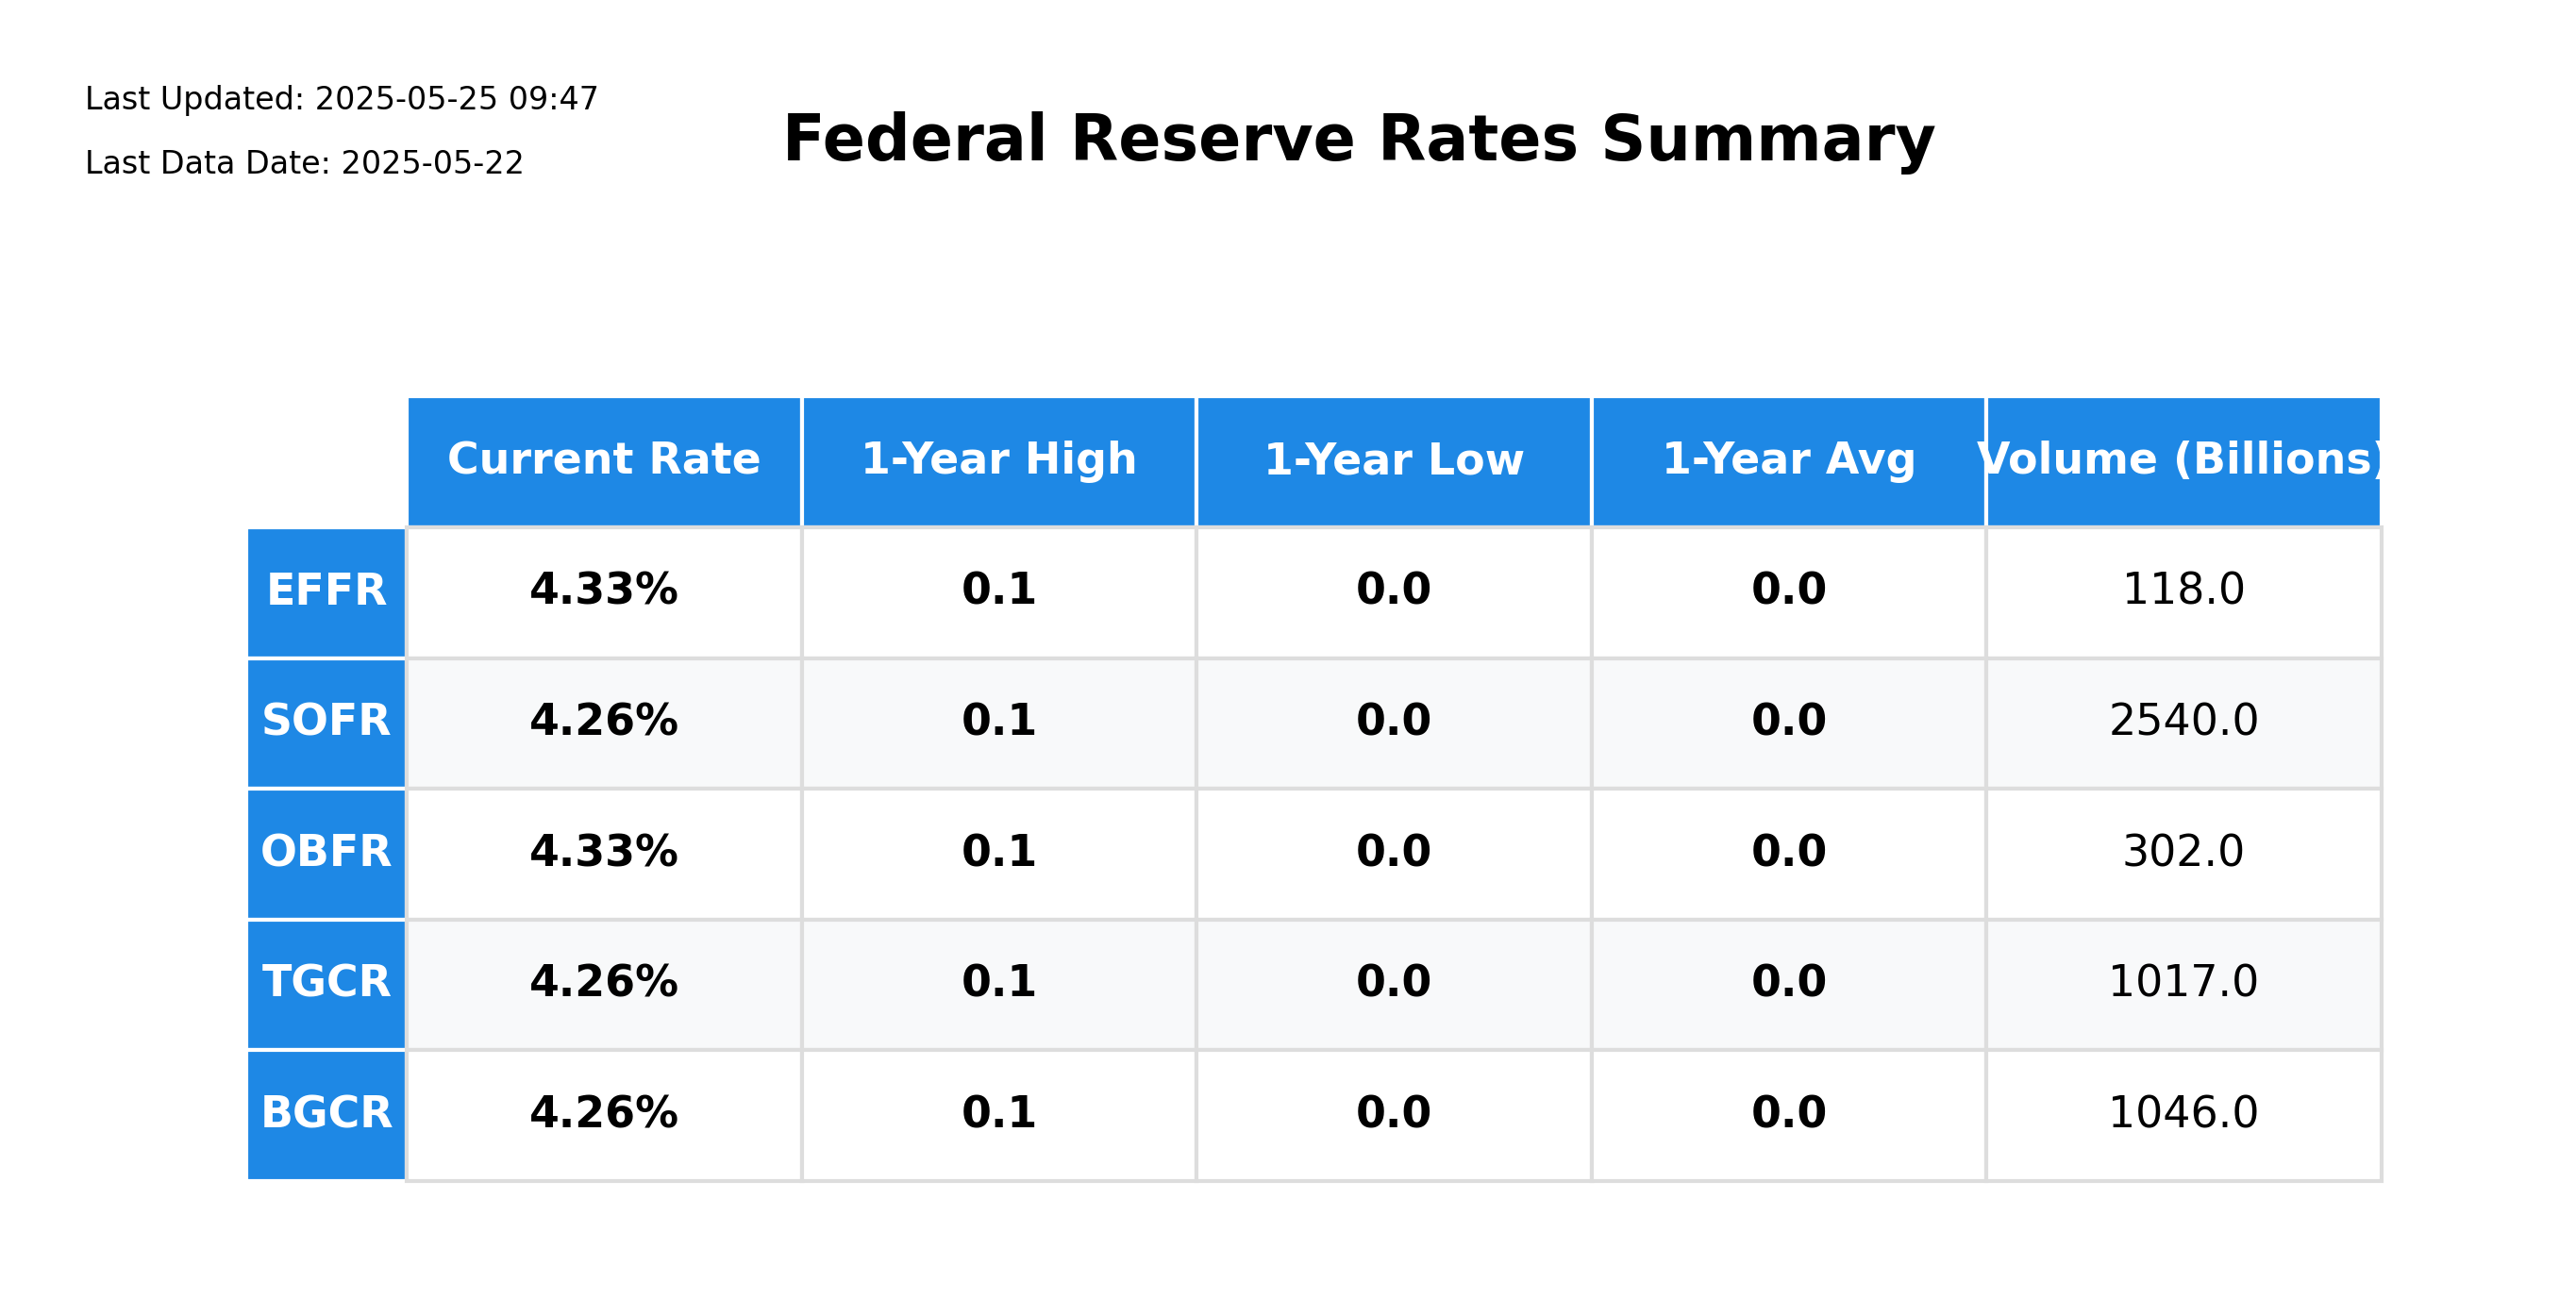 Last Updated: 2025-05-25 09:47
Last Data Date: 2025-05-22
Federal Reserve Rates Summary
Current Rate 1-Year High 1-Year Low 1-Year Avg Volume (Billions)
EFFR 4.33% 0.1 0.0 0.0 118.0
SOFR 4.26% 0.1 0.0 0.0 2540.0
OBFR 4.33% 0.1 0.0 0.0 302.0
TGCR 4.26% 0.1 0.0 0.0 1017.0
BGCR 4.26% 0.1 0.0 0.0 1046.0